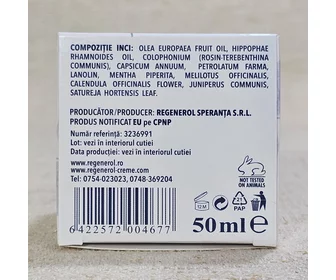 COMPOZIȚIE INCI: OLEA EUROPAEA FRUIT OIL, HIPPOPHAE
RHAMNOIDES OIL, COLOPHONIUM (ROSIN-TEREBENTHINA
COMMUNIS), CAPSICUM ANNUUM, PETROLATUM FARMA,
LANOLIN, MENTHA PIPERITA, MELILOTUS OFFICINALIS,
CALENDULA OFFICINALIS FLOWER, JUNIPERUS COMMUNIS,
SATUREJA HORTENSIS LEAF.
PRODUCĂTOR/PRODUCER: REGENEROL SPERANȚA S.R.L.
PRODUS NOTIFICAT EU pe CPNP
Număr referință: 3236991
Lot: vezi în interiorul cutiei
Data producției: vezi în interiorul cutiei
www.regenerol.ro
www.regenerol-creme.com
Tel: 0754-023023, 0748-369204
NOT TESTED
ON ANIMALS
12M
21
PAP
50ml e
6422572004677